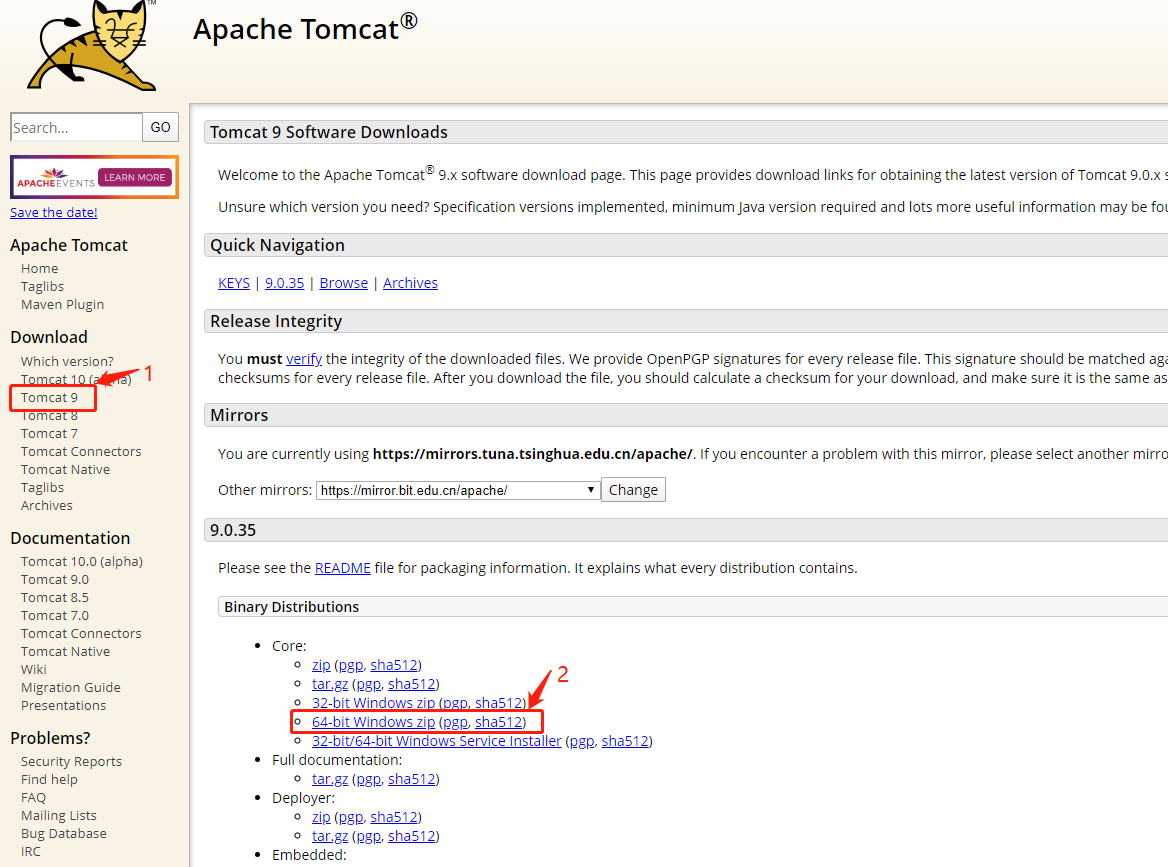 TM
Apache Tomcat®
Search...
GO
APACHEEVENTS LEARN MORE
Save the date!
Apache Tomcat
Home
Taglibs
Maven Plugin
Download
Which version?
Tomcat 10 (alpha)
1
Tomcat 9
Tomcat 8
Tomcat 7
Tomcat Connectors
Tomcat Native
Taglibs
Archives
Documentation
Tomcat 10.0 (alpha)
Tomcat 9.0
Tomcat 8.5
Tomcat 7.0
Tomcat Connectors
Tomcat Native
Wiki
Migration Guide
Presentations
Problems?
Security Reports
Find help
FAQ
Mailing Lists
Bug Database
IRC
Tomcat 9 Software Downloads
Welcome to the Apache Tomcat® 9.x software download page. This page provides download links for obtaining the latest version of Tomcat 9.0.x s
Unsure which version you need? Specification versions implemented, minimum Java version required and lots more useful information may be fou
Quick Navigation
KEYS | 9.0.35 | Browse | Archives
Release Integrity
You must verify the integrity of the downloaded files. We provide OpenPGP signatures for every release file. This signature should be matched aga
checksums for every release file. After you download the file, you should calculate a checksum for your download, and make sure it is the same as
Mirrors
You are currently using https://mirrors.tuna.tsinghua.edu.cn/apache/. If you encounter a problem with this mirror, please select another mirro
Other mirrors: https://mirror.bit.edu.cn/apache/ Change
9.0.35
Please see the README file for packaging information. It explains what every distribution contains.
Binary Distributions
Core:
zip (pgp, sha512)
tar.gz (pgp, sha512)
2
32-bit Windows zip (pgp, sha512)
64-bit Windows zip (pgp, sha512)
32-bit/64-bit Windows Service Installer (pgp, sha512)
Full documentation:
tar.gz (pgp, sha512)
Deployer:
zip (pgp, sha512)
tar.gz (pgp, sha512)
Embedded: